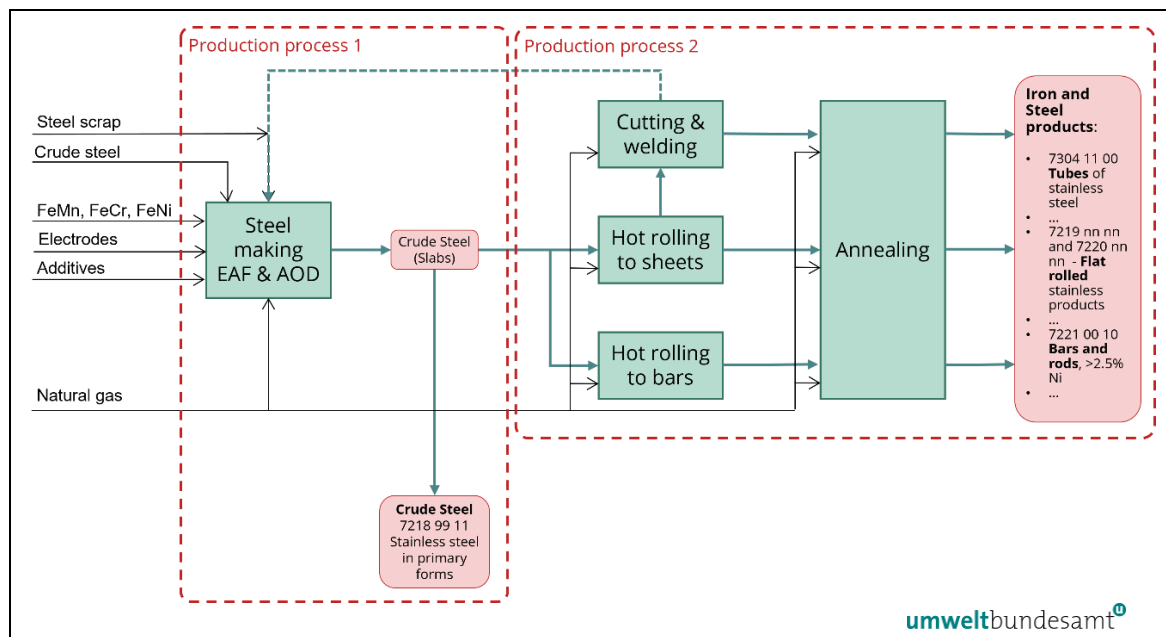 Production process 1
Production process 2
Steel scrap
Crude steel
FeMn, FeCr, FeNi
Electrodes
Additives
Natural gas
Steel
making
EAF & AOD
Crude Steel
(Slabs)
Crude Steel
7218 99 11
Stainless steel
in primary
forms
Cutting &
welding
Hot rolling
to sheets
Hot rolling
to bars
Annealing
Iron and
Steel
products:
• 7304 11 00
Tubes of
stainless
steel
• ...
• 7219 nn nn
and 7220 nn
nn - Flat
rolled
stainless
products
• ...
• 7221 00 10
Bars and
rods, >2.5%
Ni
• ...
umweltbundesamt u